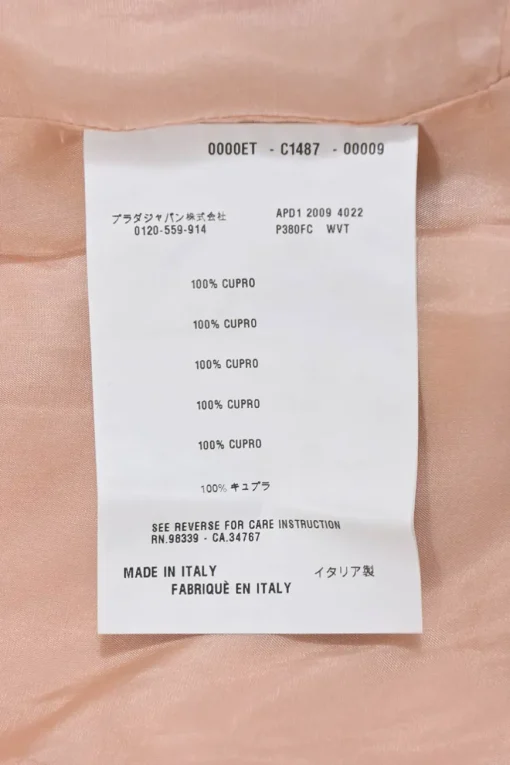 0000ET - C1487 - 00009
プラダジャパン株式会社 APD1 2009 4022
0120-559-914 P380FC WVT
100% CUPRO
100% CUPRO
100% CUPRO
100% CUPRO
100% CUPRO
100% キュプラ
SEE REVERSE FOR CARE INSTRUCTION
RN.98339 - CA.34767
MADE IN ITALY イタリア製
FABRIQUÈ EN ITALY